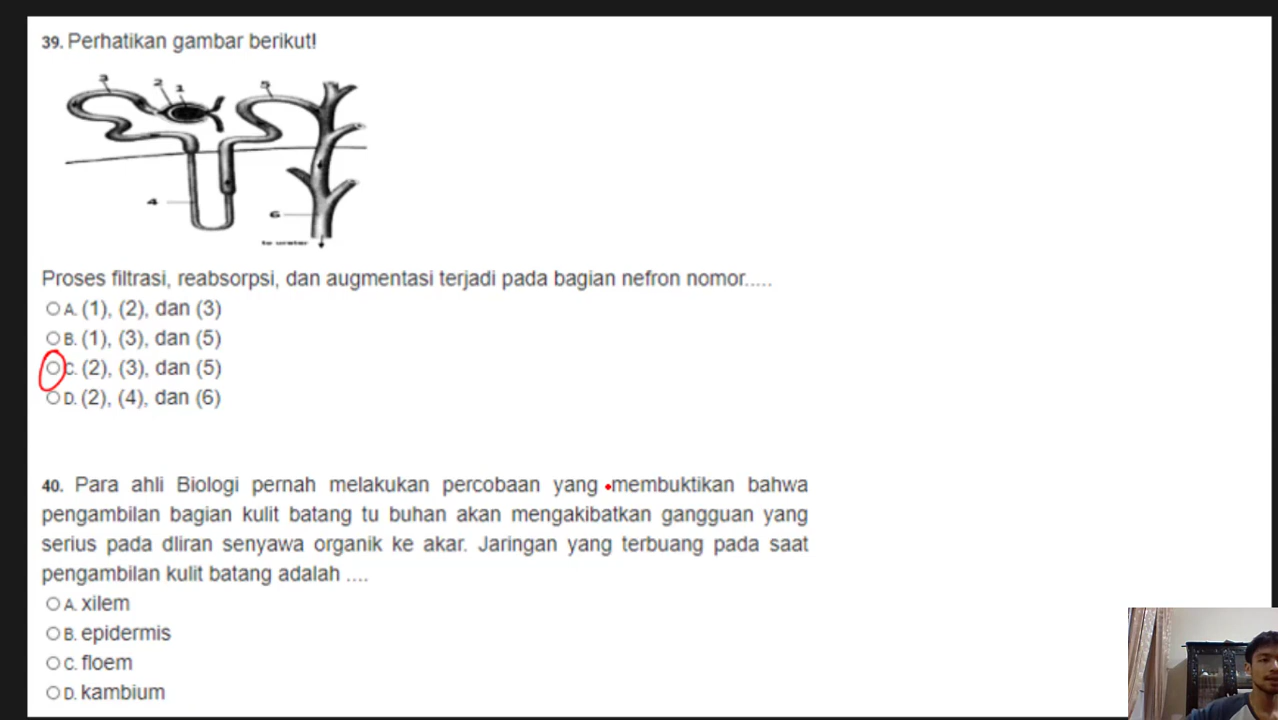 39. Perhatikan gambar berikut!
3 2 1 5
4
6
to ureter
Proses filtrasi, reabsorpsi, dan augmentasi terjadi pada bagian nefron nomor.....
A. (1), (2), dan (3)
B. (1), (3), dan (5)
C. (2), (3), dan (5)
D. (2), (4), dan (6)
40. Para ahli Biologi pernah melakukan percobaan yang membuktikan bahwa
pengambilan bagian kulit batang tu buhan akan mengakibatkan gangguan yang
serius pada dliran senyawa organik ke akar. Jaringan yang terbuang pada saat
pengambilan kulit batang adalah ....
A. xilem
B. epidermis
C. floem
D. kambium